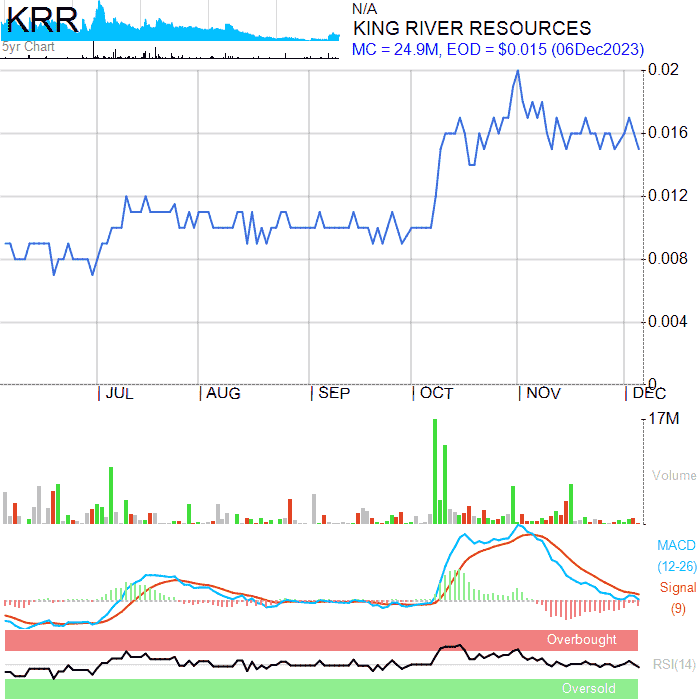 KRR
5yr Chart
N/A
KING RIVER RESOURCES
MC = 24.9M, EOD = $0.015 (06Dec2023)
0.02
0.016
0.012
0.008
0.004
0
JUL AUG SEP OCT NOV DEC
17M
Volume
MACD
(12-26)
Signal
(9)
Overbought
RSI(14)
Oversold